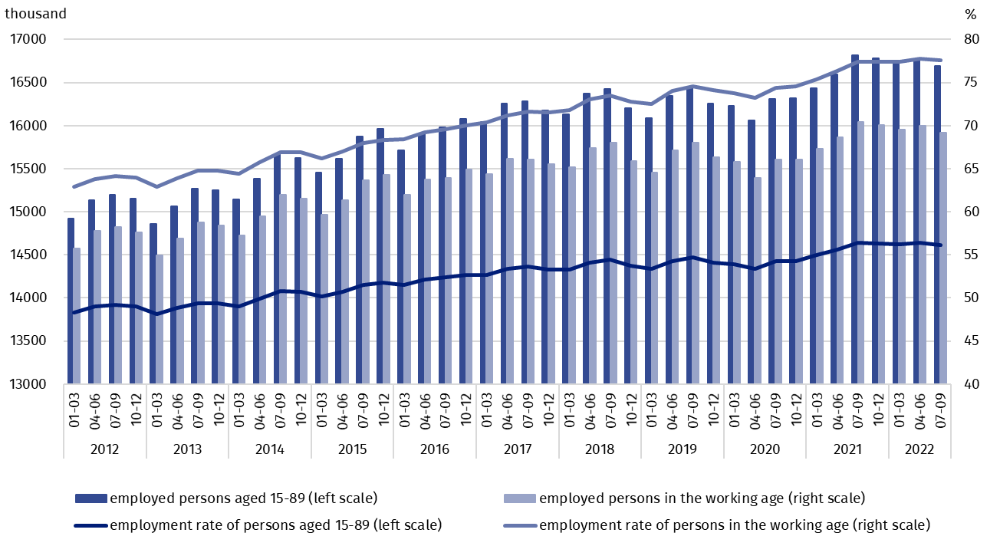 thousand %
17000 80
16500 75
16000 70
15500 65
15000 60
14500 55
14000 50
13500 45
13000 40
01-03 04-06 07-09 10-12 01-03 04-06 07-09 10-12 01-03 04-06 07-09 10-12 01-03 04-06 07-09 10-12 01-03 04-06 07-09 10-12 01-03 04-06 07-09 10-12 01-03 04-06 07-09 10-12 01-03 04-06 07-09 10-12 01-03 04-06 07-09 10-12 01-03 04-06 07-09 10-12 01-03 04-06 07-09
2012 2013 2014 2015 2016 2017 2018 2019 2020 2021 2022
employed persons aged 15-89 (left scale) employed persons in the working age (right scale)
employment rate of persons aged 15-89 (left scale) employment rate of persons in the working age (right scale)